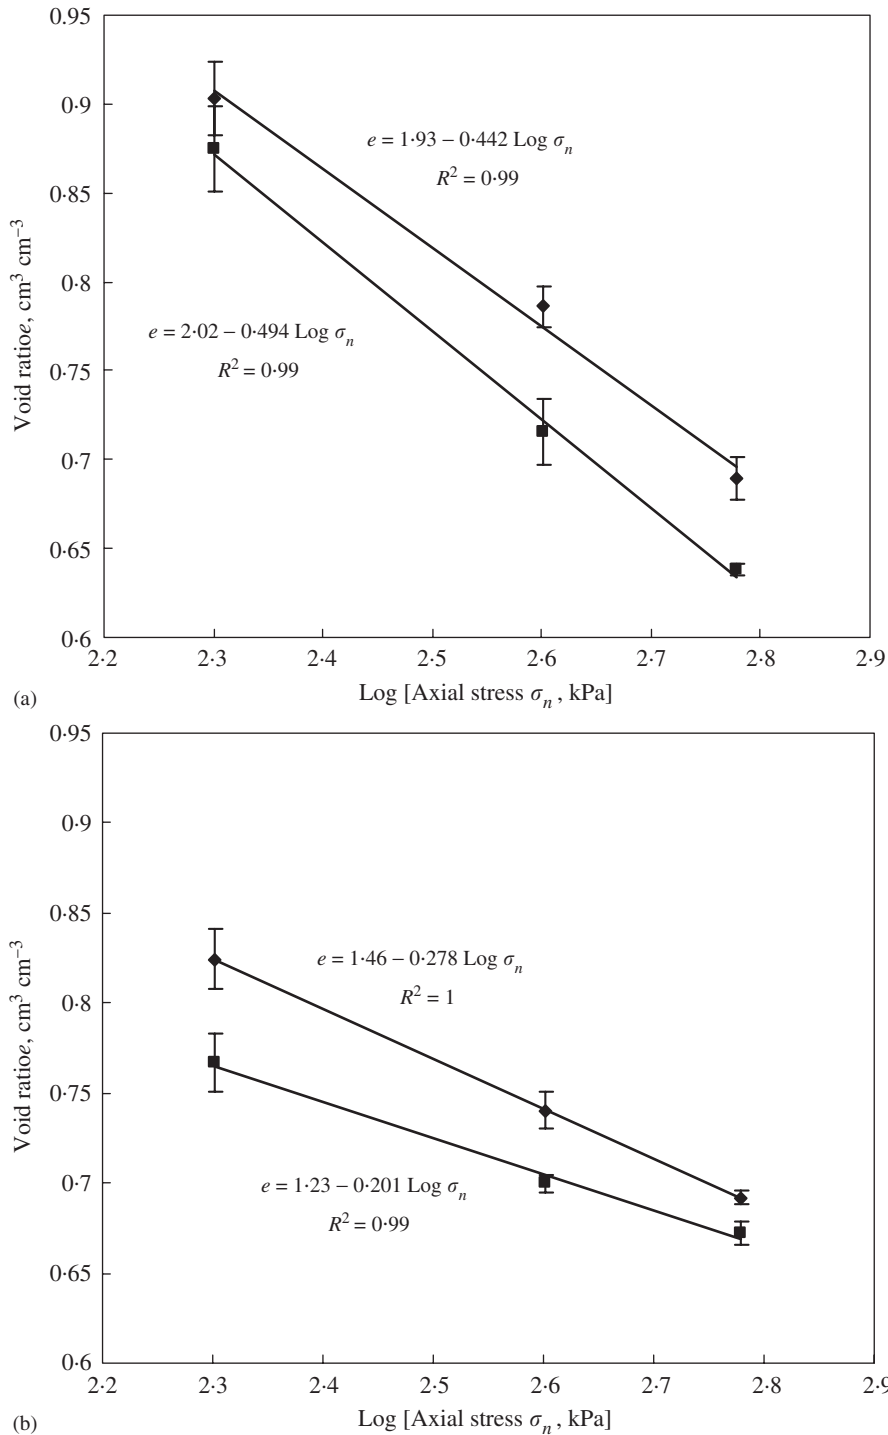 0·95
0·9
0·85
0·8
0·75
0·7
0·65
0·6
Void ratioe, cm³ cm⁻³
e = 1·93 – 0·442 Log σₙ
R² = 0·99
e = 2·02 – 0·494 Log σₙ
R² = 0·99
2·2 2·3 2·4 2·5 2·6 2·7 2·8 2·9
Log [Axial stress σₙ , kPa]
(a)
0·95
0·9
0·85
0·8
0·75
0·7
0·65
0·6
Void ratioe, cm³ cm⁻³
e = 1·46 – 0·278 Log σₙ
R² = 1
e = 1·23 – 0·201 Log σₙ
R² = 0·99
2·2 2·3 2·4 2·5 2·6 2·7 2·8 2·9
Log [Axial stress σₙ , kPa]
(b)